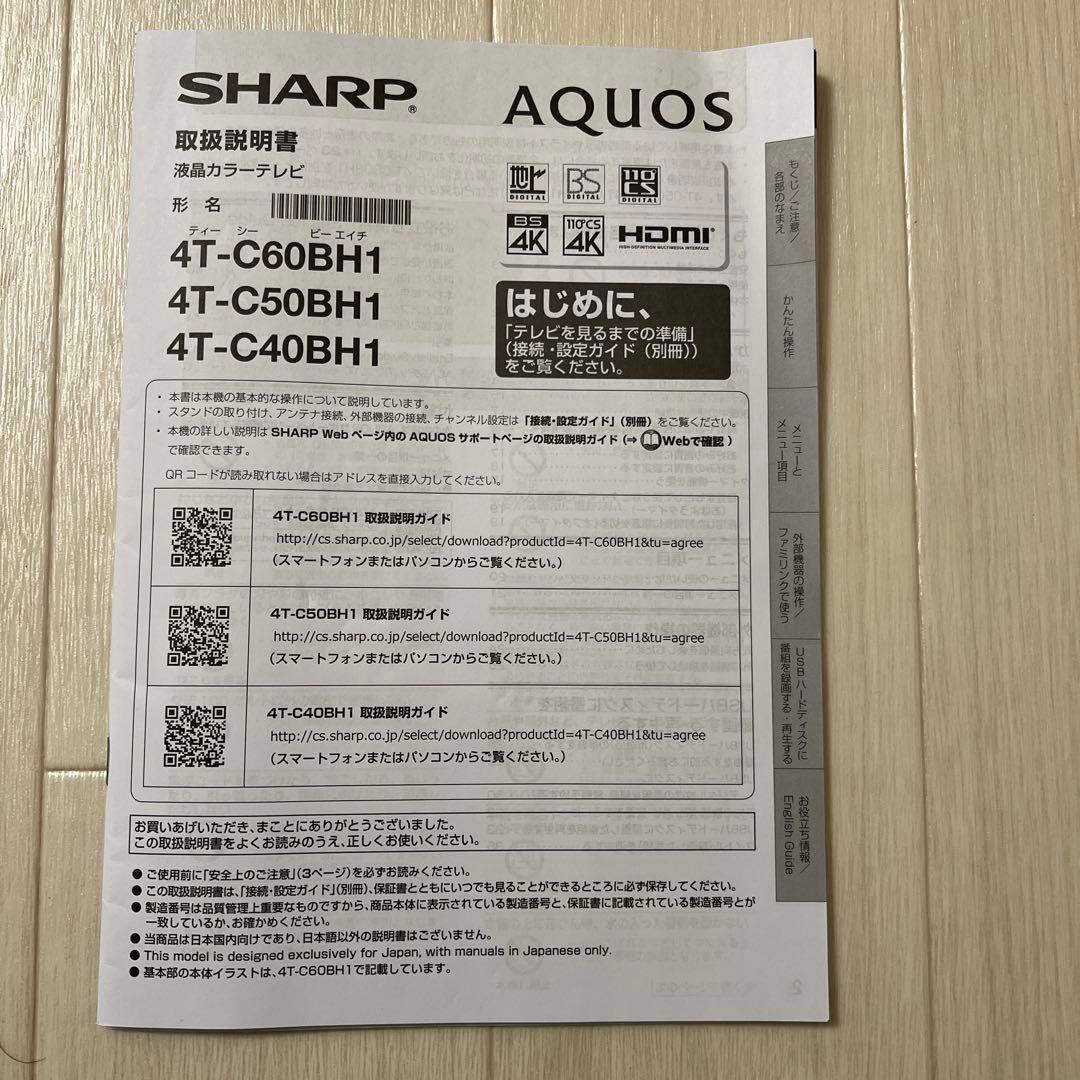 SHARP®
AQUOS
取扱説明書
液晶カラーテレビ
形 名
ティー シー ビーエイチ
4T-C60BH1
4T-C50BH1
4T-C40BH1
地上 DIGITAL
BS DIGITAL
110°CS DIGITAL
BS 4K
110°CS 4K
HDMI®
HIGH-DEFINITION MULTIMEDIA INTERFACE
はじめに、
「テレビを見るまでの準備」
(接続・設定ガイド(別冊))
をご覧ください。
・ 本書は本機の基本的な操作について説明しています。
・ スタンドの取り付け、アンテナ接続、外部機器の接続、チャンネル設定は「接続・設定ガイド」(別冊)をご覧ください。
・ 本機の詳しい説明は SHARP Web ページ内の AQUOS サポートページの取扱説明ガイド(⇒ Webで確認)
で確認できます。
QR コードが読み取れない場合はアドレスを直接入力してください。
4T-C60BH1 取扱説明ガイド
http://cs.sharp.co.jp/select/download?productId=4T-C60BH1&tu=agree
(スマートフォンまたはパソコンからご覧ください。)
4T-C50BH1 取扱説明ガイド
http://cs.sharp.co.jp/select/download?productId=4T-C50BH1&tu=agree
(スマートフォンまたはパソコンからご覧ください。)
4T-C40BH1 取扱説明ガイド
http://cs.sharp.co.jp/select/download?productId=4T-C40BH1&tu=agree
(スマートフォンまたはパソコンからご覧ください。)
お買いあげいただき、まことにありがとうございました。
この取扱説明書をよくお読みのうえ、正しくお使いください。
● ご使用前に「安全上のご注意」(3ページ)を必ずお読みください。
● この取扱説明書は、「接続・設定ガイド」(別冊)、保証書とともにいつでも見ることができるところに必ず保存してください。
● 製造番号は品質管理上重要なものですから、商品本体に表示されている製造番号と、保証書に記載されている製造番号とが
一致しているか、お確かめください。
● 当商品は日本国内向けであり、日本語以外の説明書はございません。
● This model is designed exclusively for Japan, with manuals in Japanese only.
● 基本部の本体イラストは、4T-C60BH1で記載しています。
もくじ/ご注意/
各部のなまえ
かんたん操作
メニューと
メニュー項目
外部機器の操作/
ファミリンクで使う
USBハードディスクに
番組を録画する・再生する
お役立ち情報/
English Guide